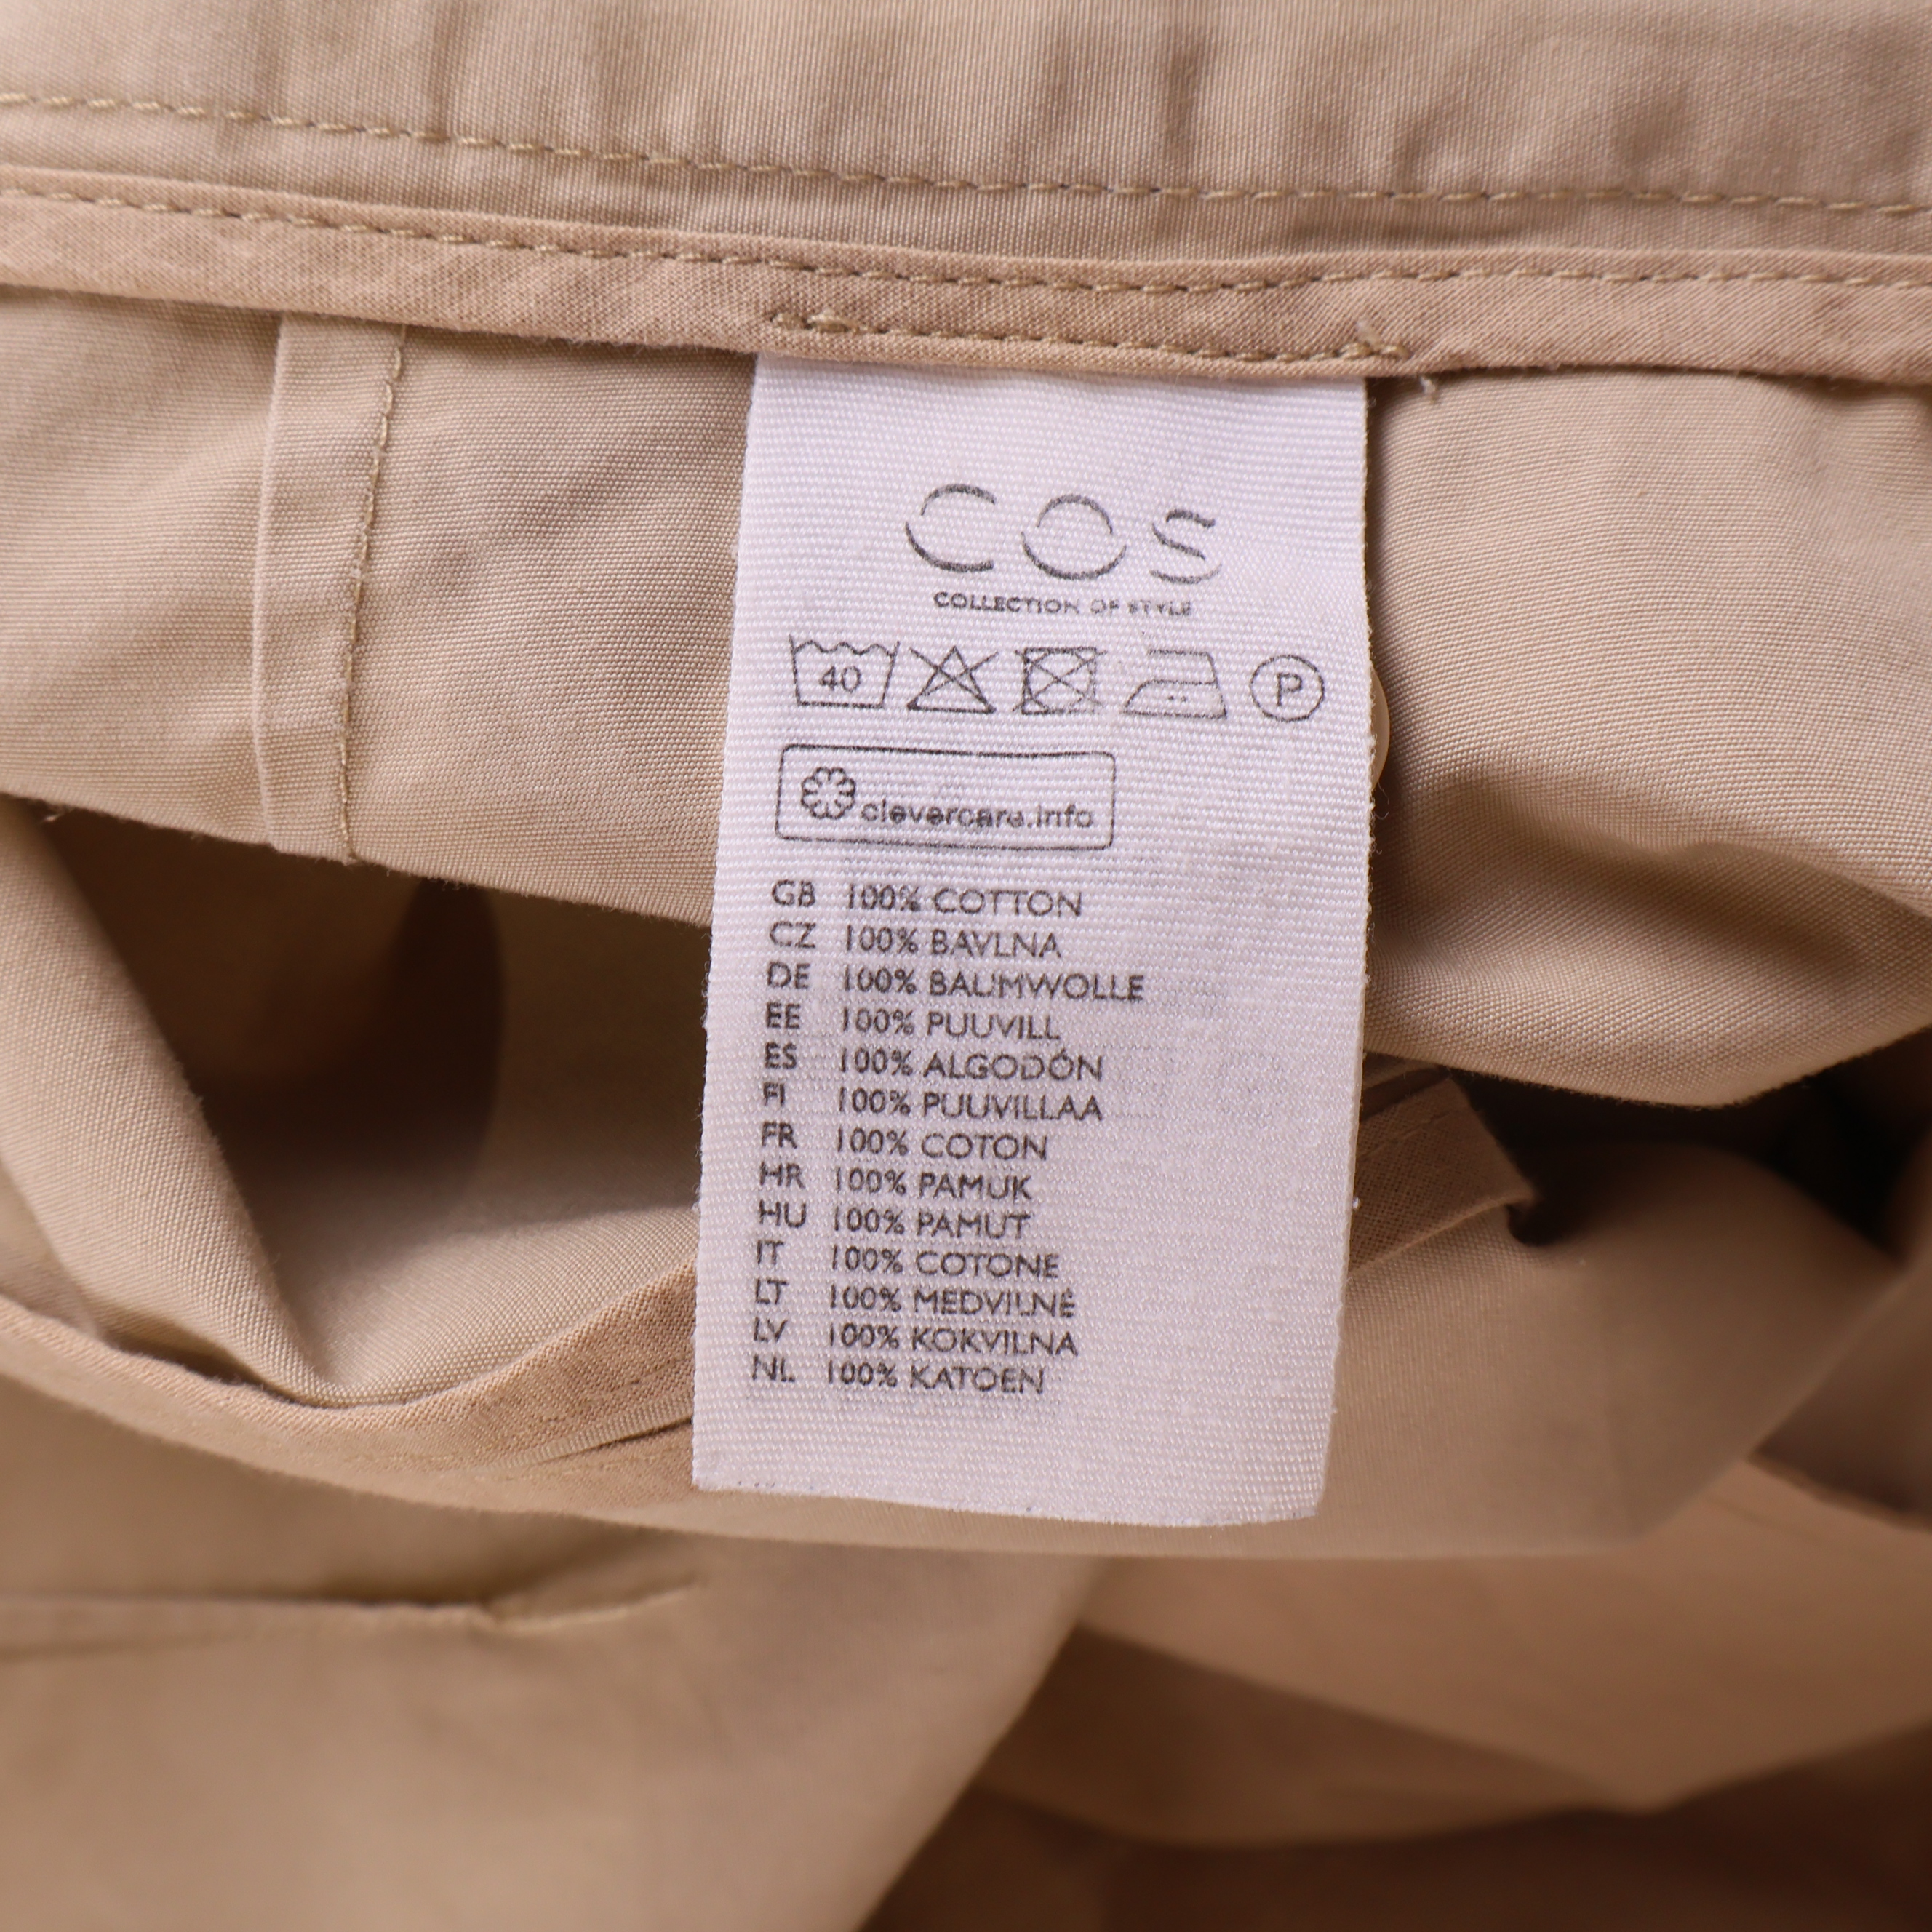 COS
COLLECTION OF STYLE
40 P
clevercare.info
GB 100% COTTON
CZ 100% BAVLNA
DE 100% BAUMWOLLE
EE 100% PUUVILL
ES 100% ALGODÓN
FI 100% PUUVILLAA
FR 100% COTON
HR 100% PAMUK
HU 100% PAMUT
IT 100% COTONE
LT 100% MEDVILNĖ
LV 100% KOKVILNA
NL 100% KATOEN